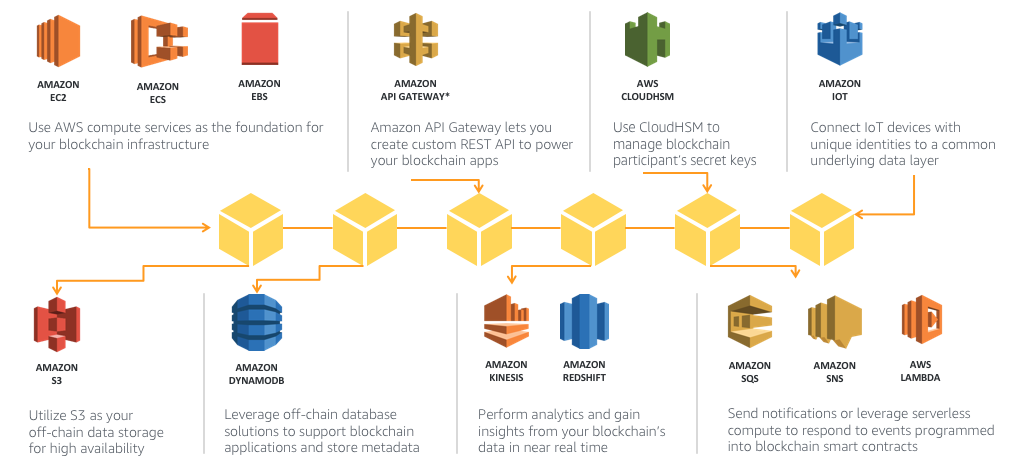 AMAZON
EC2
AMAZON
ECS
AMAZON
EBS
Use AWS compute services as the foundation for
your blockchain infrastructure
AMAZON
API GATEWAY*
Amazon API Gateway lets you
create custom REST API to power
your blockchain apps
AWS
CLOUDHSM
Use CloudHSM to
manage blockchain
participant's secret keys
AMAZON
IOT
Connect IoT devices with
unique identities to a common
underlying data layer
AMAZON
S3
Utilize S3 as your
off-chain data storage
for high availability
AMAZON
DYNAMODB
Leverage off-chain database
solutions to support blockchain
applications and store metadata
AMAZON
KINESIS
AMAZON
REDSHIFT
Perform analytics and gain
insights from your blockchain's
data in near real time
AMAZON
SQS
AMAZON
SNS
AWS
LAMBDA
Send notifications or leverage serverless
compute to respond to events programmed
into blockchain smart contracts